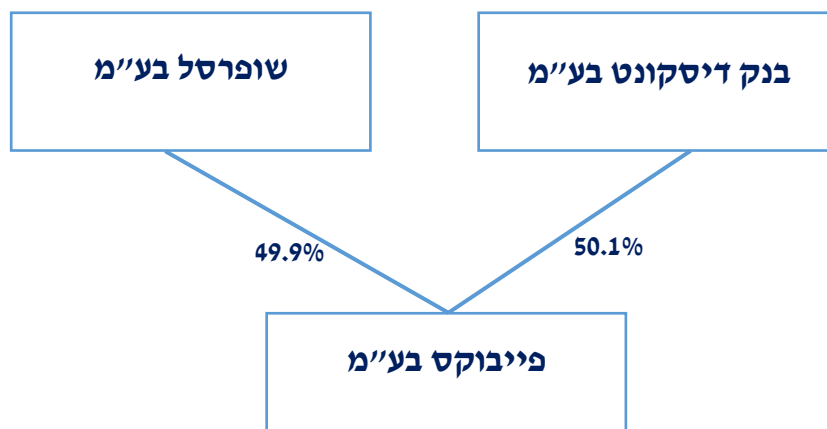 בנק דיסקונט בע״מ
שופרסל בע״מ
50.1%
49.9%
פייבוקס בע״מ